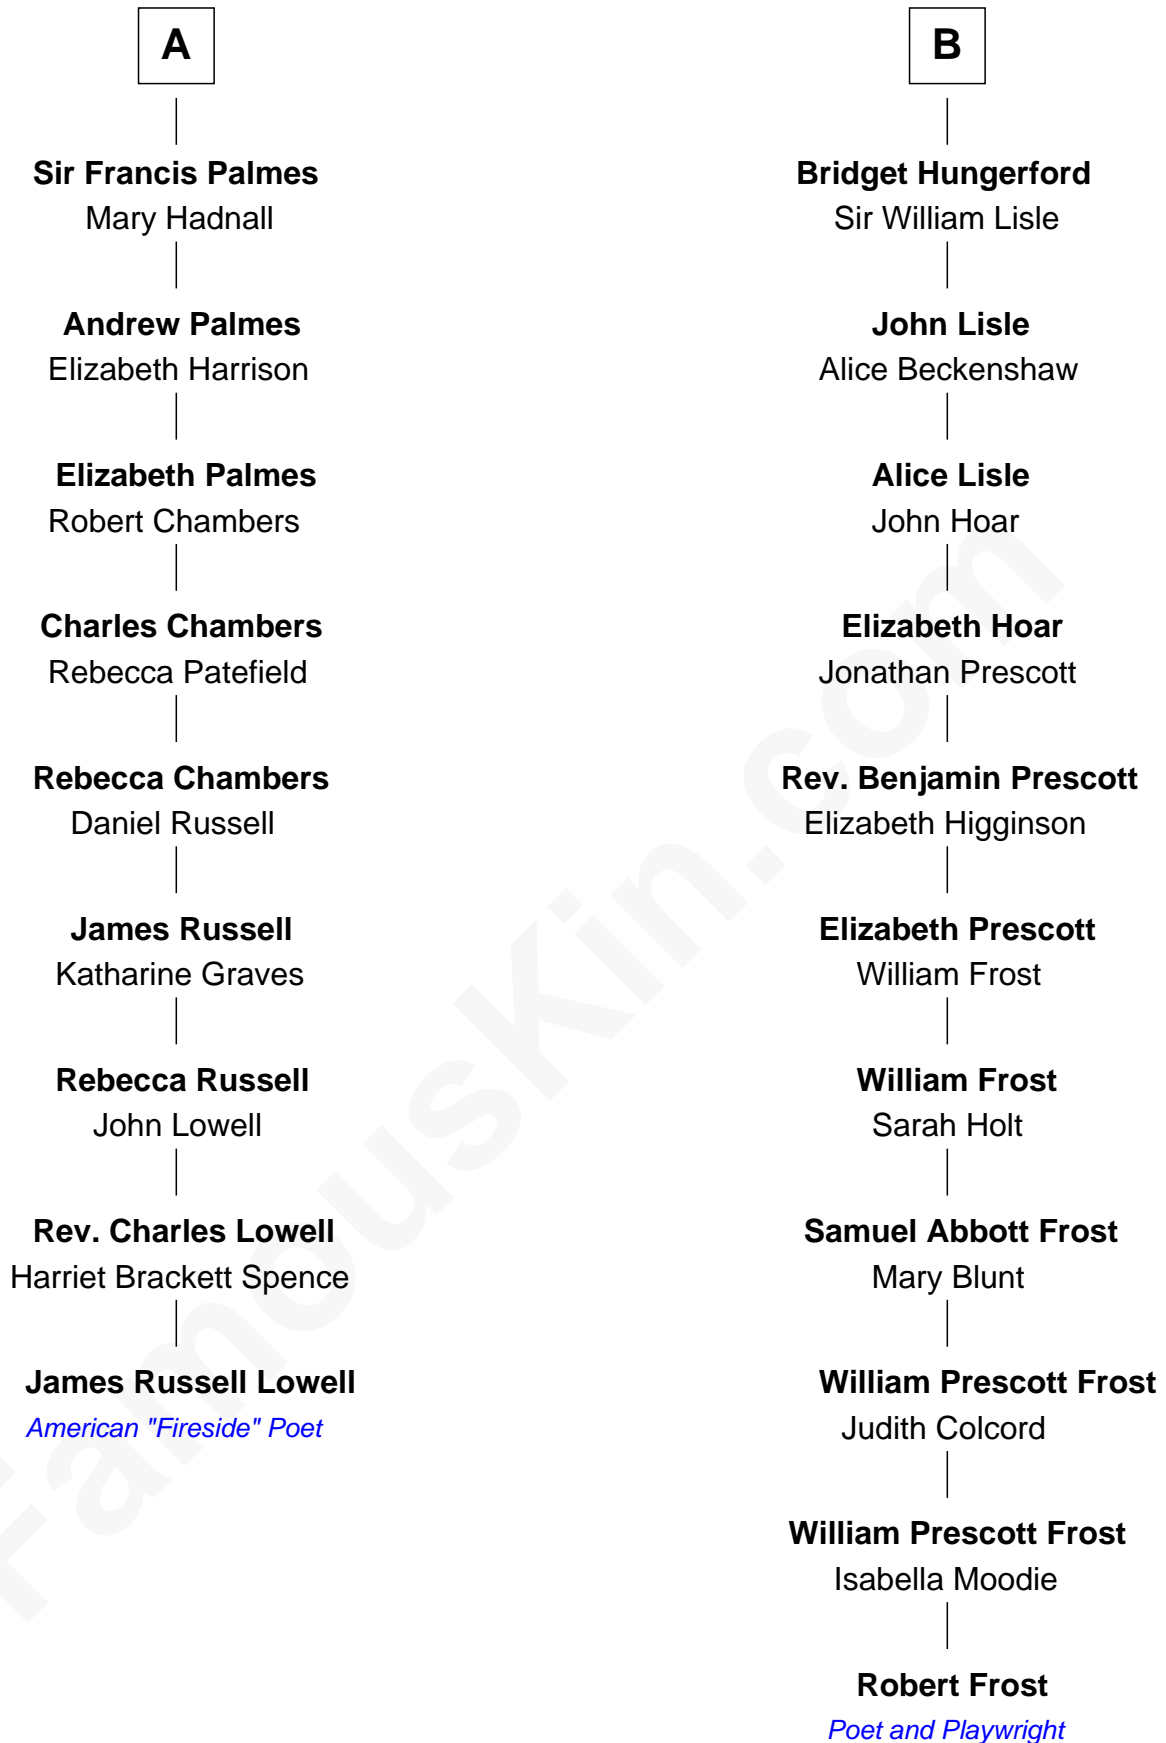 A
Sir Francis Palmes
Mary Hadnall
Andrew Palmes
Elizabeth Harrison
Elizabeth Palmes
Robert Chambers
Charles Chambers
Rebecca Patefield
Rebecca Chambers
Daniel Russell
James Russell
Katharine Graves
Rebecca Russell
John Lowell
Rev. Charles Lowell
Harriet Brackett Spence
James Russell Lowell
American "Fireside" Poet
B
Bridget Hungerford
Sir William Lisle
John Lisle
Alice Beckenshaw
Alice Lisle
John Hoar
Elizabeth Hoar
Jonathan Prescott
Rev. Benjamin Prescott
Elizabeth Higginson
Elizabeth Prescott
William Frost
William Frost
Sarah Holt
Samuel Abbott Frost
Mary Blunt
William Prescott Frost
Judith Colcord
William Prescott Frost
Isabella Moodie
Robert Frost
Poet and Playwright
FamousKin.com